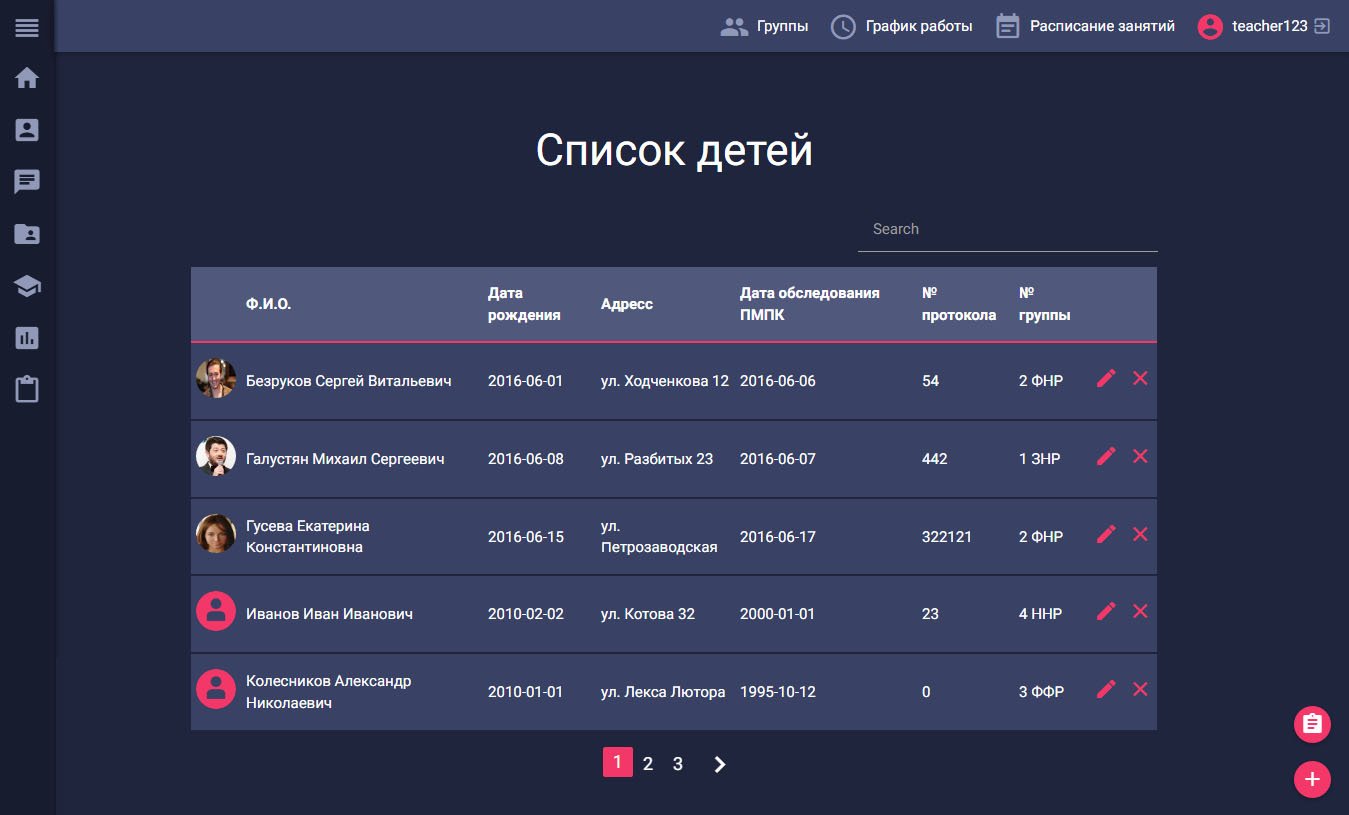 Группы График работы Расписание занятий teacher123
Список детей
Search
Ф.И.О. Дата рождения Адресс Дата обследования ПМПК № протокола № группы
Безруков Сергей Витальевич 2016-06-01 ул. Ходченкова 12 2016-06-06 54 2 ФНР
Галустян Михаил Сергеевич 2016-06-08 ул. Разбитых 23 2016-06-07 442 1 ЗНР
Гусева Екатерина Константиновна 2016-06-15 ул. Петрозаводская 2016-06-17 322121 2 ФНР
Иванов Иван Иванович 2010-02-02 ул. Котова 32 2000-01-01 23 4 ННР
Колесников Александр Николаевич 2010-01-01 ул. Лекса Лютора 1995-10-12 0 3 ФФР
1 2 3